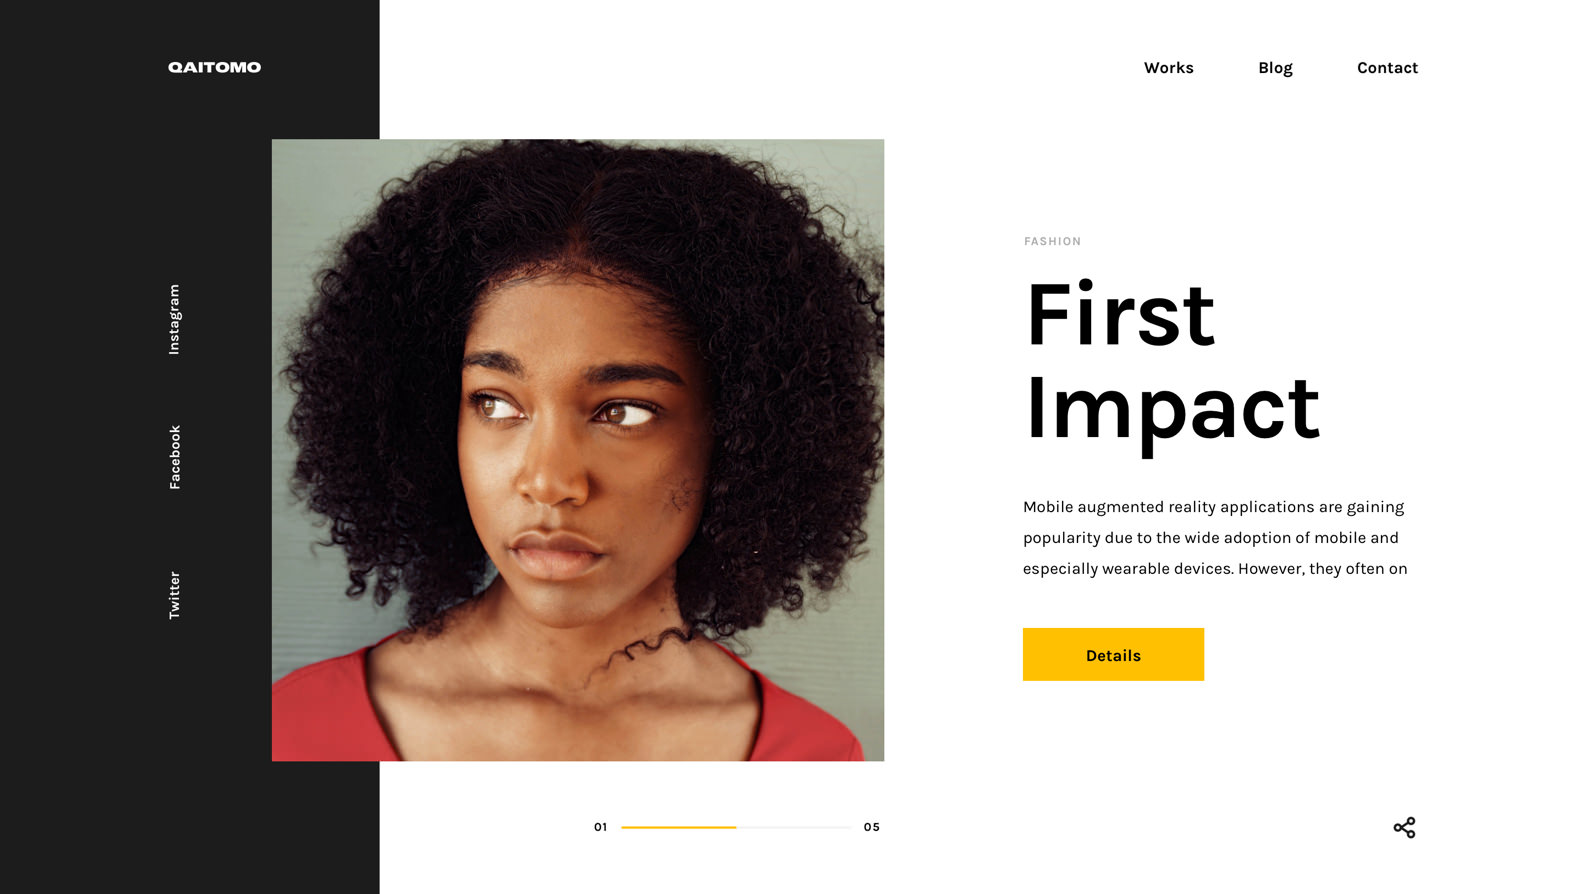 QAITOMO
Works
Blog
Contact
Instagram
Facebook
Twitter
FASHION
First
Impact
Mobile augmented reality applications are gaining
popularity due to the wide adoption of mobile and
especially wearable devices. However, they often on
Details
01
05